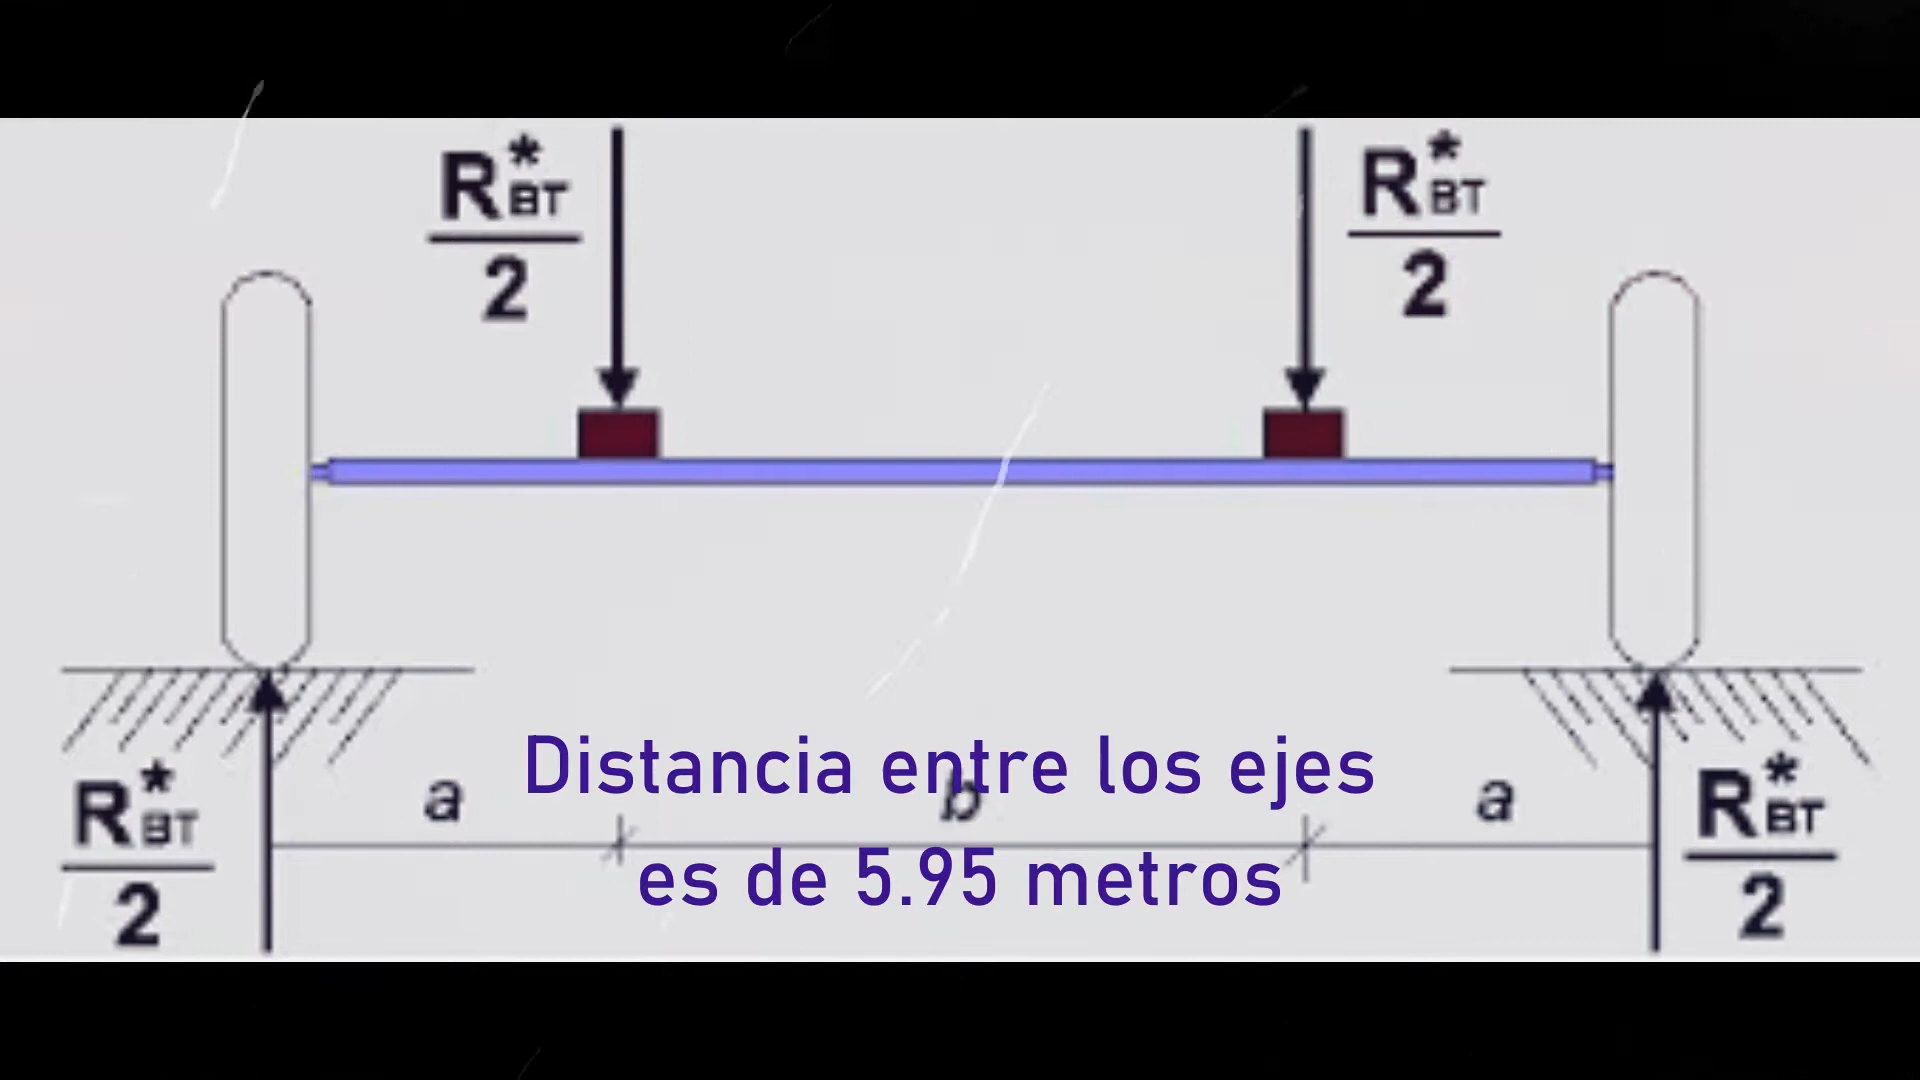 R*BT R*BT
2 2
Distancia entre los ejes
a b a
R*BT R*BT
es de 5.95 metros
2 2